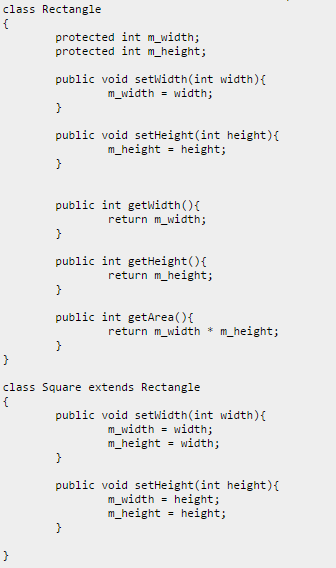 class Rectangle
{
protected int m_width;
protected int m_height;
public void setWidth(int width){
m_width = width;
}
public void setHeight(int height){
m_height = height;
}
public int getWidth(){
return m_width;
}
public int getHeight(){
return m_height;
}
public int getArea(){
return m_width * m_height;
}
}
class Square extends Rectangle
{
public void setWidth(int width){
m_width = width;
m_height = width;
}
public void setHeight(int height){
m_width = height;
m_height = height;
}
}